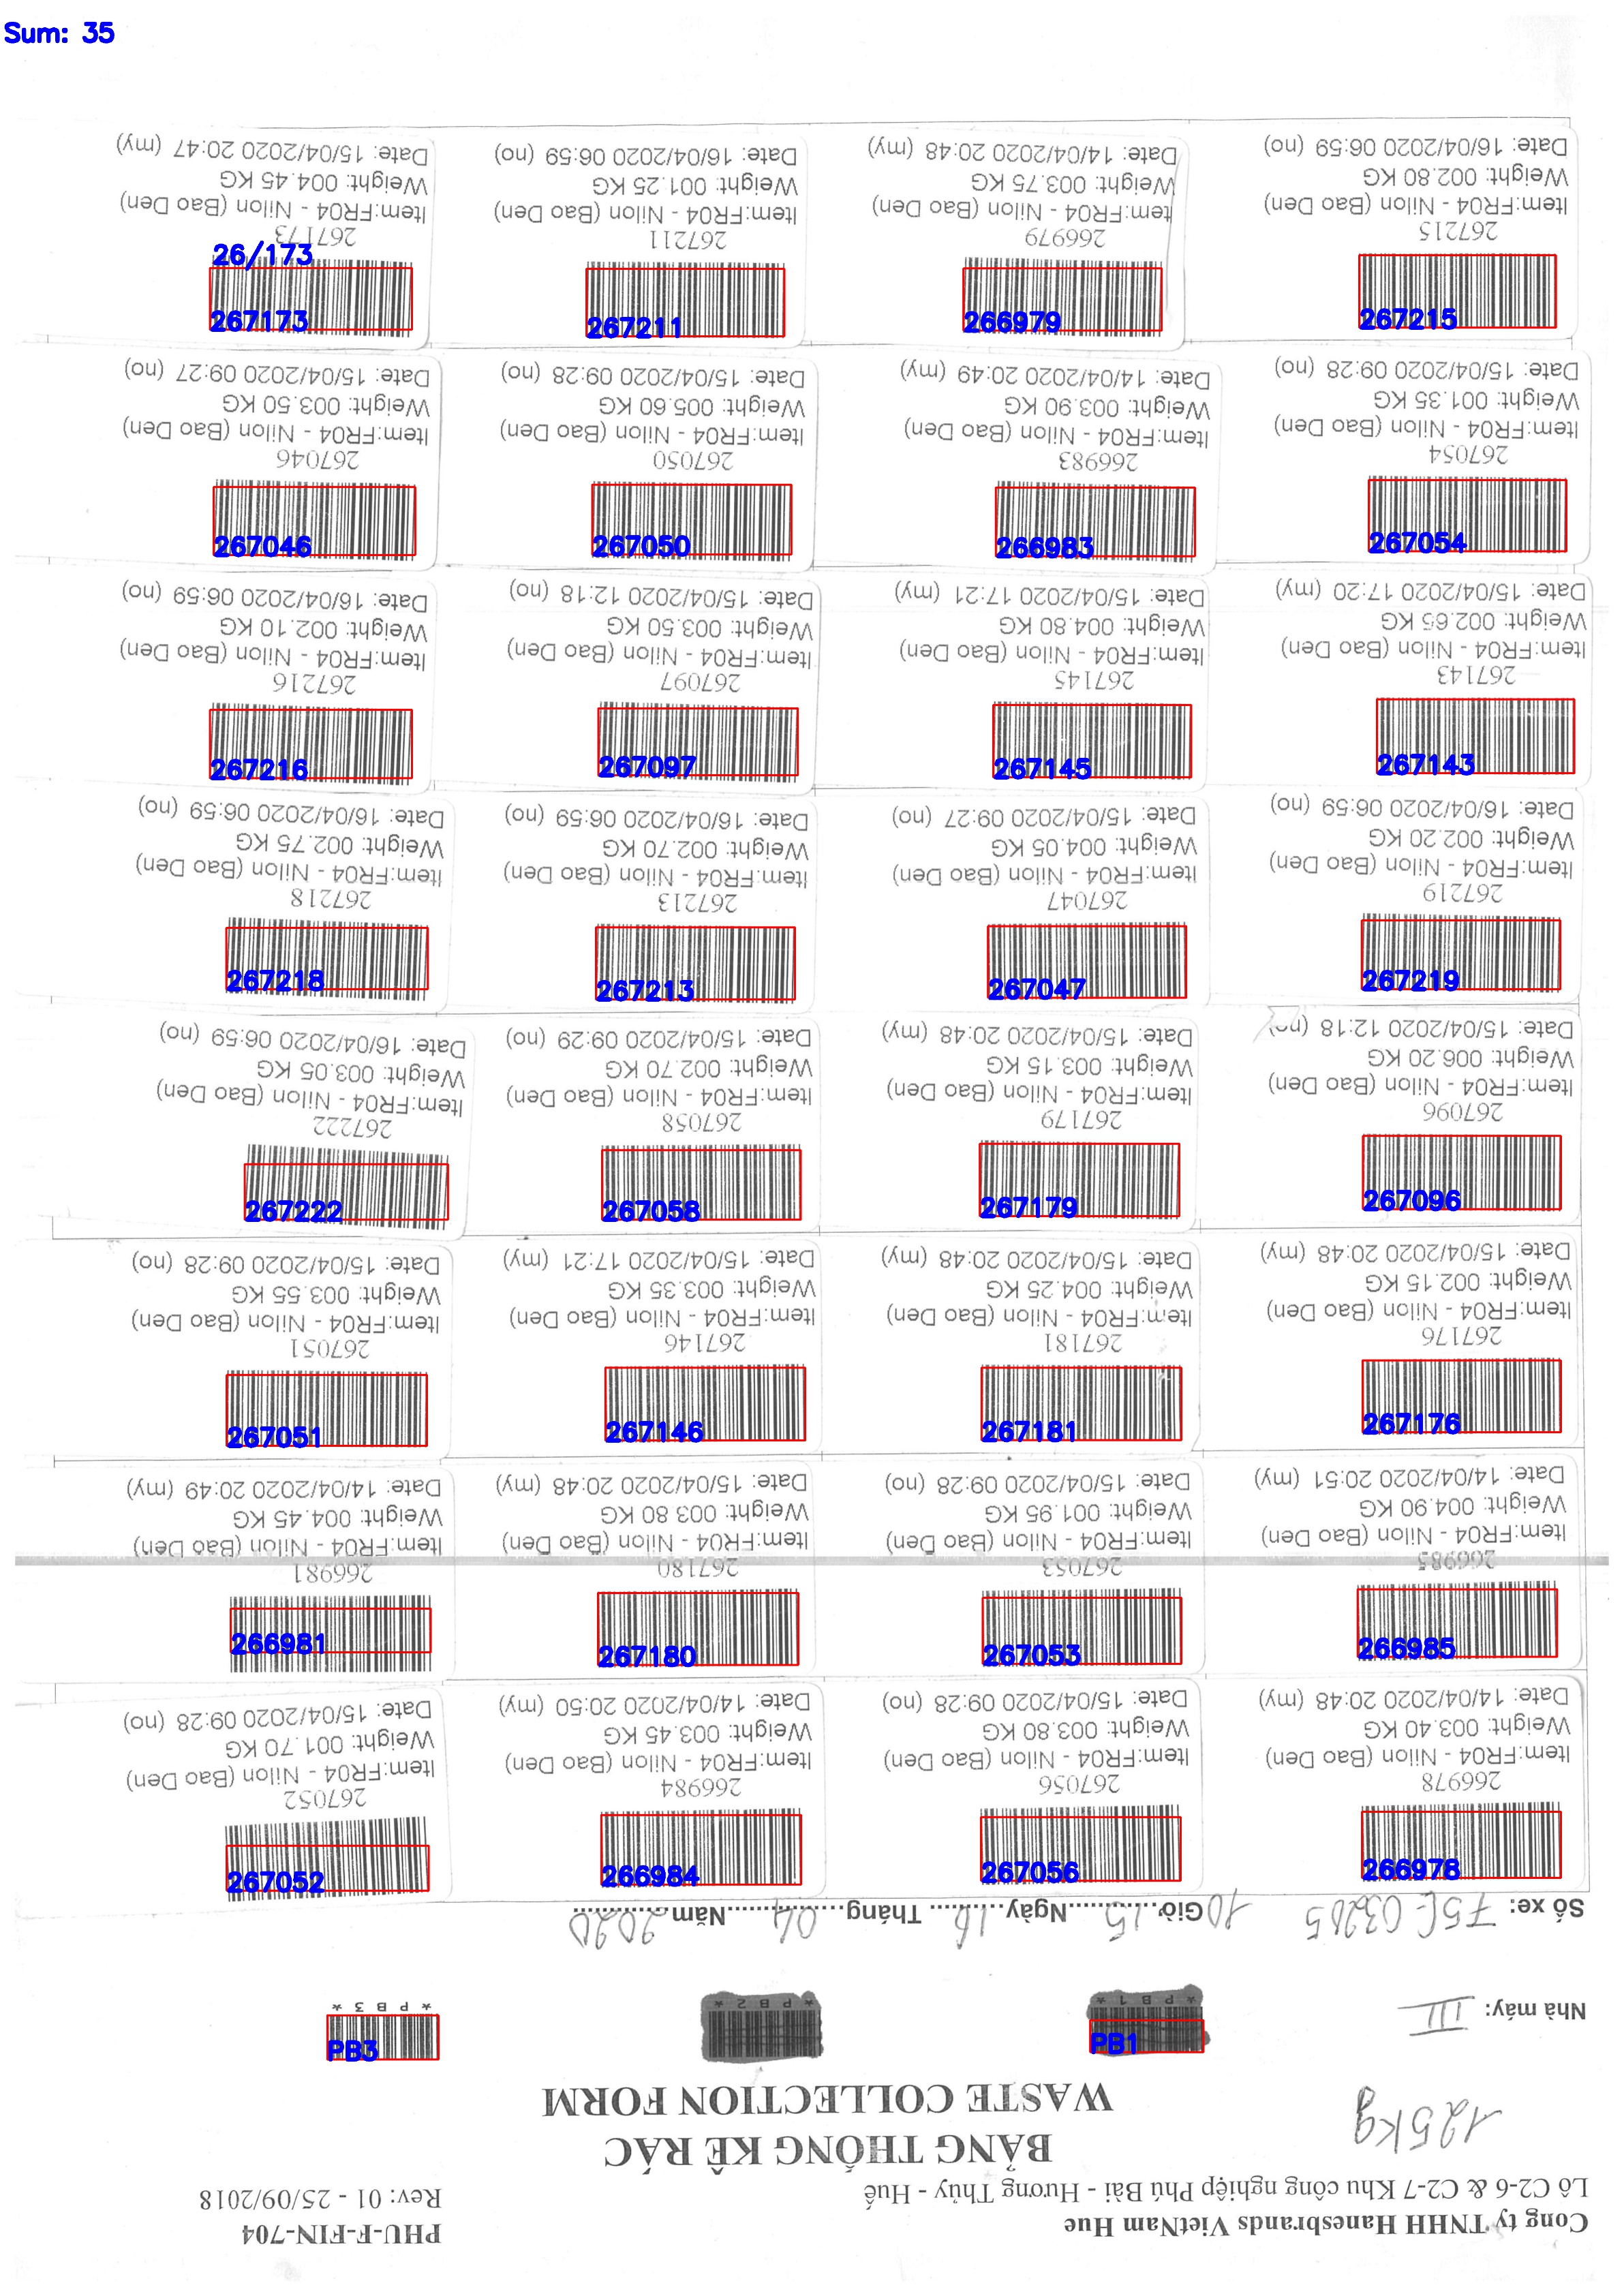 Sum: 35
Công ty TNHH Hanesbrands VietNam Hue
PHU-F-FIN-704
Lô C2-6 & C2-7 Khu công nghiệp Phú Bài - Hương Thủy - Huế
Rev: 01 - 25/09/2018
BẢNG THỐNG KÊ RÁC
WASTE COLLECTION FORM
125kg
Nhà máy: III
PB1
* P B 1 *
* P B 2 *
PB3
* P B 3 *
Số xe: 75C 03285 10 Giờ 15 Ngày 16 Tháng 04 Năm 2020
266978
266978
Item:FR04 - Nilon (Bao Den)
Weight: 003.40 KG
Date: 14/04/2020 20:48 (my)
267056
267056
Item:FR04 - Nilon (Bao Den)
Weight: 003.80 KG
Date: 15/04/2020 09:28 (no)
266984
266984
Item:FR04 - Nilon (Bao Den)
Weight: 003.45 KG
Date: 14/04/2020 20:50 (my)
267052
267052
Item:FR04 - Nilon (Bao Den)
Weight: 001.70 KG
Date: 15/04/2020 09:28 (no)
266985
266985
Item:FR04 - Nilon (Bao Den)
Weight: 004.90 KG
Date: 14/04/2020 20:51 (my)
267053
267053
Item:FR04 - Nilon (Bao Den)
Weight: 001.95 KG
Date: 15/04/2020 09:28 (no)
267180
267180
Item:FR04 - Nilon (Bao Den)
Weight: 003.80 KG
Date: 15/04/2020 20:48 (my)
266981
266981
Item:FR04 - Nilon (Bao Den)
Weight: 004.45 KG
Date: 14/04/2020 20:49 (my)
267176
267176
Item:FR04 - Nilon (Bao Den)
Weight: 002.15 KG
Date: 15/04/2020 20:48 (my)
267181
267181
Item:FR04 - Nilon (Bao Den)
Weight: 004.25 KG
Date: 15/04/2020 20:48 (my)
267146
267146
Item:FR04 - Nilon (Bao Den)
Weight: 003.35 KG
Date: 15/04/2020 17:21 (my)
267051
267051
Item:FR04 - Nilon (Bao Den)
Weight: 003.55 KG
Date: 15/04/2020 09:28 (no)
267096
267096
Item:FR04 - Nilon (Bao Den)
Weight: 006.20 KG
Date: 15/04/2020 12:18 (no)
267179
267179
Item:FR04 - Nilon (Bao Den)
Weight: 003.15 KG
Date: 15/04/2020 20:48 (my)
267058
267058
Item:FR04 - Nilon (Bao Den)
Weight: 002.70 KG
Date: 15/04/2020 09:29 (no)
267222
267222
Item:FR04 - Nilon (Bao Den)
Weight: 003.05 KG
Date: 16/04/2020 06:59 (no)
267219
267219
Item:FR04 - Nilon (Bao Den)
Weight: 002.20 KG
Date: 16/04/2020 06:59 (no)
267047
267047
Item:FR04 - Nilon (Bao Den)
Weight: 004.05 KG
Date: 15/04/2020 09:27 (no)
267213
267213
Item:FR04 - Nilon (Bao Den)
Weight: 002.70 KG
Date: 16/04/2020 06:59 (no)
267218
267218
Item:FR04 - Nilon (Bao Den)
Weight: 002.75 KG
Date: 16/04/2020 06:59 (no)
267143
267143
Item:FR04 - Nilon (Bao Den)
Weight: 002.65 KG
Date: 15/04/2020 17:20 (my)
267145
267145
Item:FR04 - Nilon (Bao Den)
Weight: 004.80 KG
Date: 15/04/2020 17:21 (my)
267097
267097
Item:FR04 - Nilon (Bao Den)
Weight: 003.50 KG
Date: 15/04/2020 12:18 (no)
267216
267216
Item:FR04 - Nilon (Bao Den)
Weight: 002.10 KG
Date: 16/04/2020 06:59 (no)
267054
267054
Item:FR04 - Nilon (Bao Den)
Weight: 001.35 KG
Date: 15/04/2020 09:28 (no)
266983
266983
Item:FR04 - Nilon (Bao Den)
Weight: 003.90 KG
Date: 14/04/2020 20:49 (my)
267050
267050
Item:FR04 - Nilon (Bao Den)
Weight: 005.60 KG
Date: 15/04/2020 09:28 (no)
267046
267046
Item:FR04 - Nilon (Bao Den)
Weight: 003.50 KG
Date: 15/04/2020 09:27 (no)
267215
267215
Item:FR04 - Nilon (Bao Den)
Weight: 002.80 KG
Date: 16/04/2020 06:59 (no)
266979
266979
Item:FR04 - Nilon (Bao Den)
Weight: 003.75 KG
Date: 14/04/2020 20:48 (my)
267211
267211
Item:FR04 - Nilon (Bao Den)
Weight: 001.25 KG
Date: 16/04/2020 06:59 (no)
267173
26/173
267173
Item:FR04 - Nilon (Bao Den)
Weight: 004.45 KG
Date: 15/04/2020 20:47 (my)